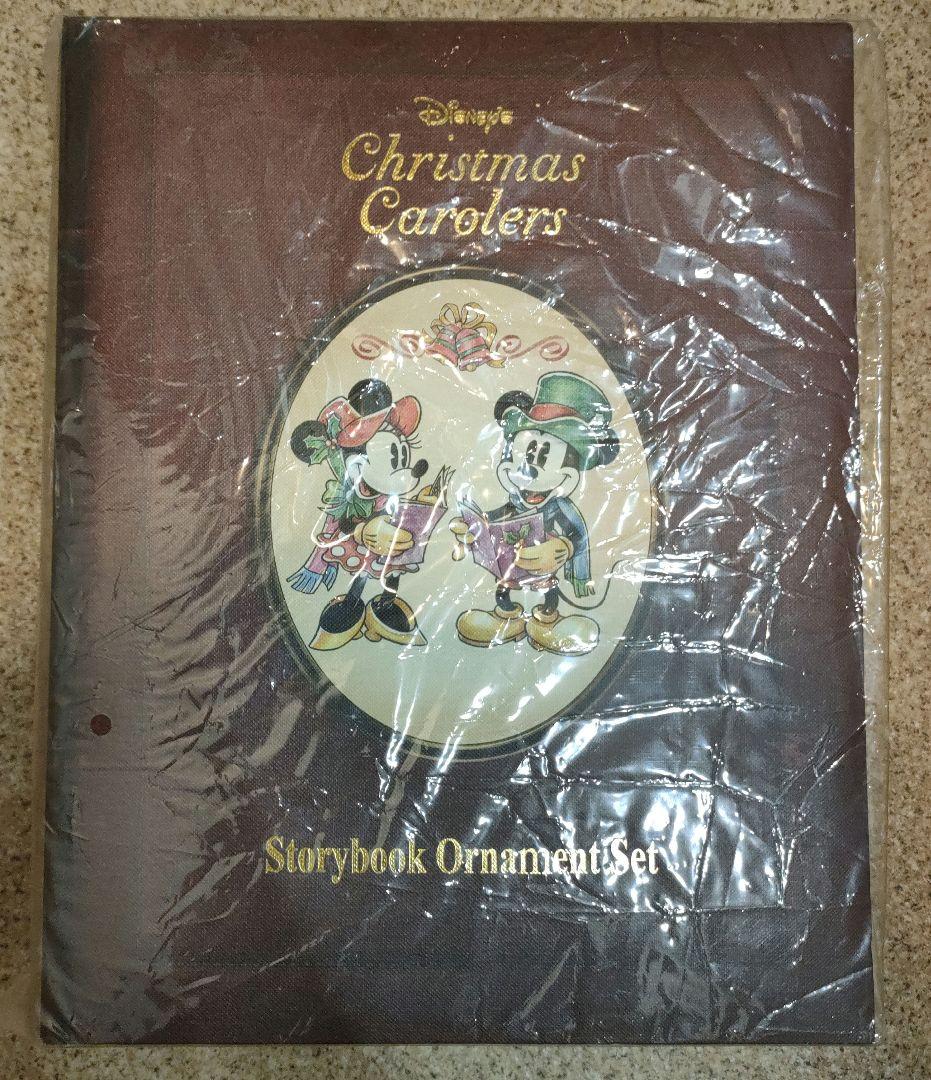 Disney's
Christmas
Carolers
Storybook Ornament Set